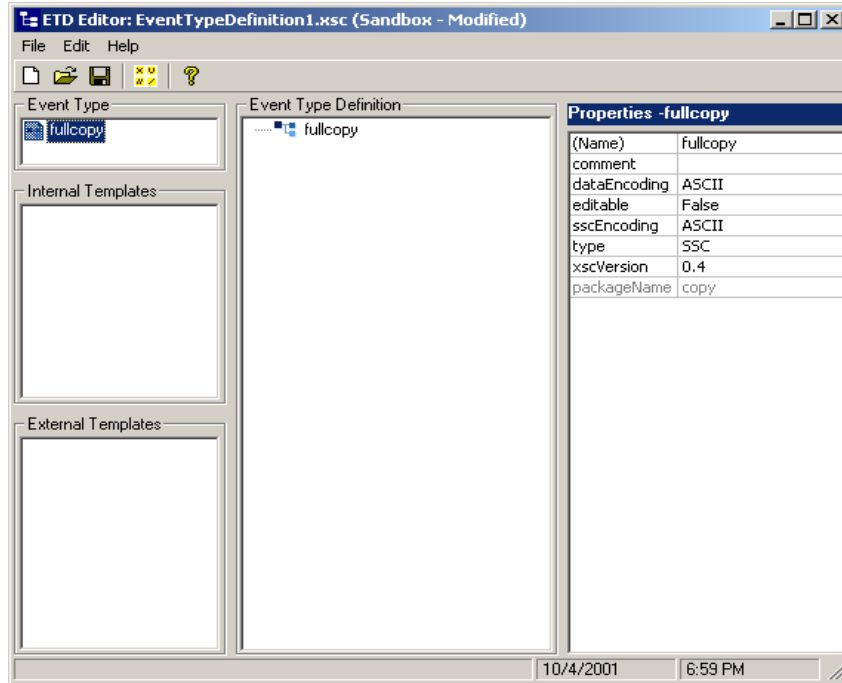 ETD Editor: EventTypeDefinition1.xsc (Sandbox - Modified)
File Edit Help
Event Type
fullcopy
Internal Templates
External Templates
Event Type Definition
fullcopy
Properties -fullcopy
(Name) fullcopy
comment
dataEncoding ASCII
editable False
sscEncoding ASCII
type SSC
xscVersion 0.4
packageName copy
10/4/2001 6:59 PM